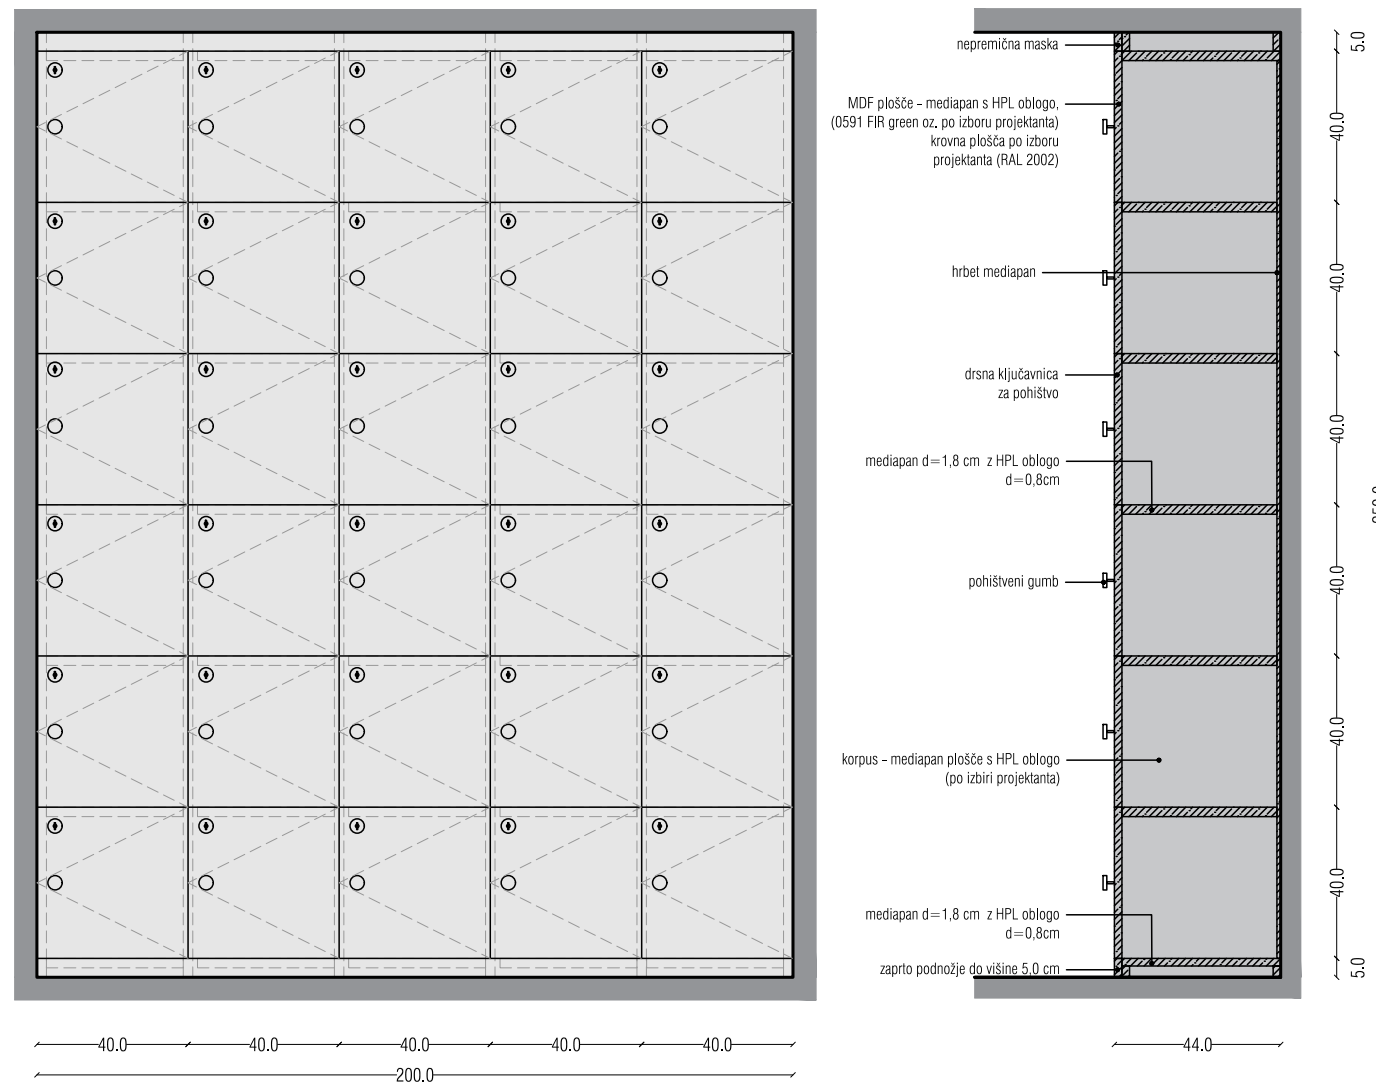 nepremična maska
MDF plošče - mediapan s HPL oblogo,
(0591 FIR green oz. po izboru projektanta)
krovna plošča po izboru
projektanta (RAL 2002)
hrbet mediapan
drsna ključavnica
za pohištvo
mediapan d=1,8 cm z HPL oblogo
d=0,8cm
pohištveni gumb
korpus - mediapan plošče s HPL oblogo
(po izbiri projektanta)
mediapan d=1,8 cm z HPL oblogo
d=0,8cm
zaprto podnožje do višine 5,0 cm
5.0
40.0
40.0
40.0
40.0
40.0
40.0
5.0
40.0 40.0 40.0 40.0 40.0
200.0
44.0